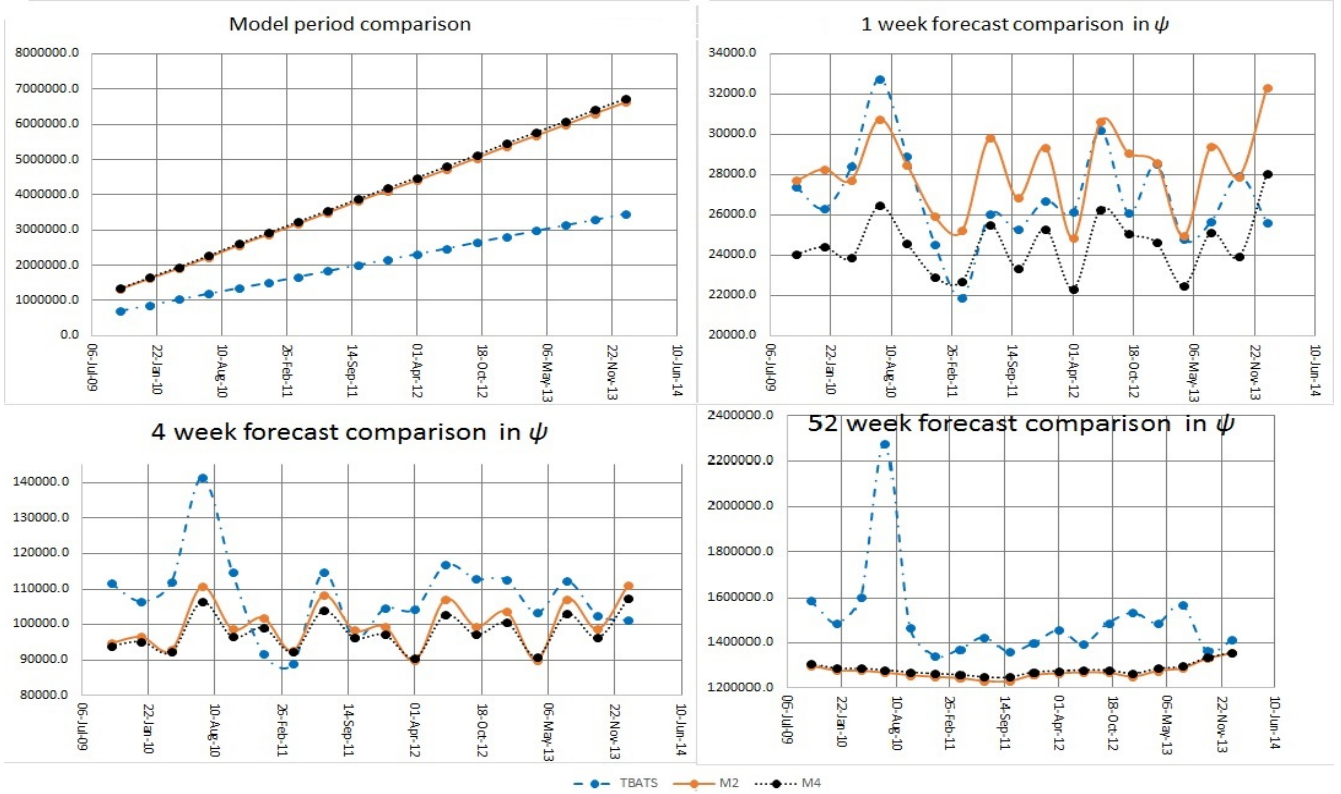 Model period comparison
8000000.0
7000000.0
6000000.0
5000000.0
4000000.0
3000000.0
2000000.0
1000000.0
0.0
06-Jul-09
22-Jan-10
10-Aug-10
26-Feb-11
14-Sep-11
01-Apr-12
18-Oct-12
06-May-13
22-Nov-13
10-Jun-14
1 week forecast comparison in ψ
34000.0
32000.0
30000.0
28000.0
26000.0
24000.0
22000.0
20000.0
06-Jul-09
22-Jan-10
10-Aug-10
26-Feb-11
14-Sep-11
01-Apr-12
18-Oct-12
06-May-13
22-Nov-13
10-Jun-14
4 week forecast comparison in ψ
140000.0
130000.0
120000.0
110000.0
100000.0
90000.0
80000.0
06-Jul-09
22-Jan-10
10-Aug-10
26-Feb-11
14-Sep-11
01-Apr-12
18-Oct-12
06-May-13
22-Nov-13
10-Jun-14
52 week forecast comparison in ψ
2400000.0
2200000.0
2000000.0
1800000.0
1600000.0
1400000.0
1200000.0
06-Jul-09
22-Jan-10
10-Aug-10
26-Feb-11
14-Sep-11
01-Apr-12
18-Oct-12
06-May-13
22-Nov-13
10-Jun-14
TBATS M2 M4